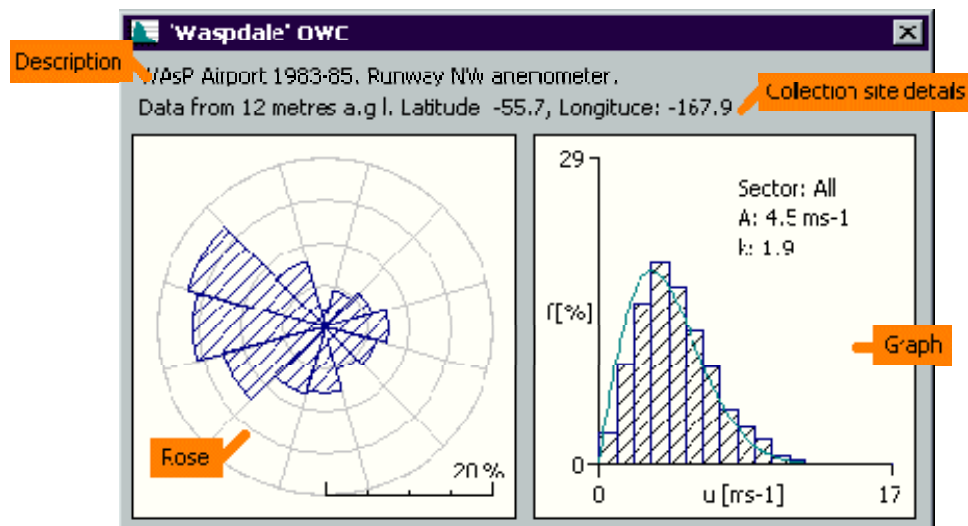 'Waspdale' OWC
Description
WAsP Airport 1983-85. Runway NW anemometer.
Data from 12 metres a.g.l. Latitude -55.7, Longitude: -167.9
Collection site details
29
Sector: All
A: 4.5 ms-1
k: 1.9
f[%]
Graph
Rose
20 %
0
0
u [ms-1]
17